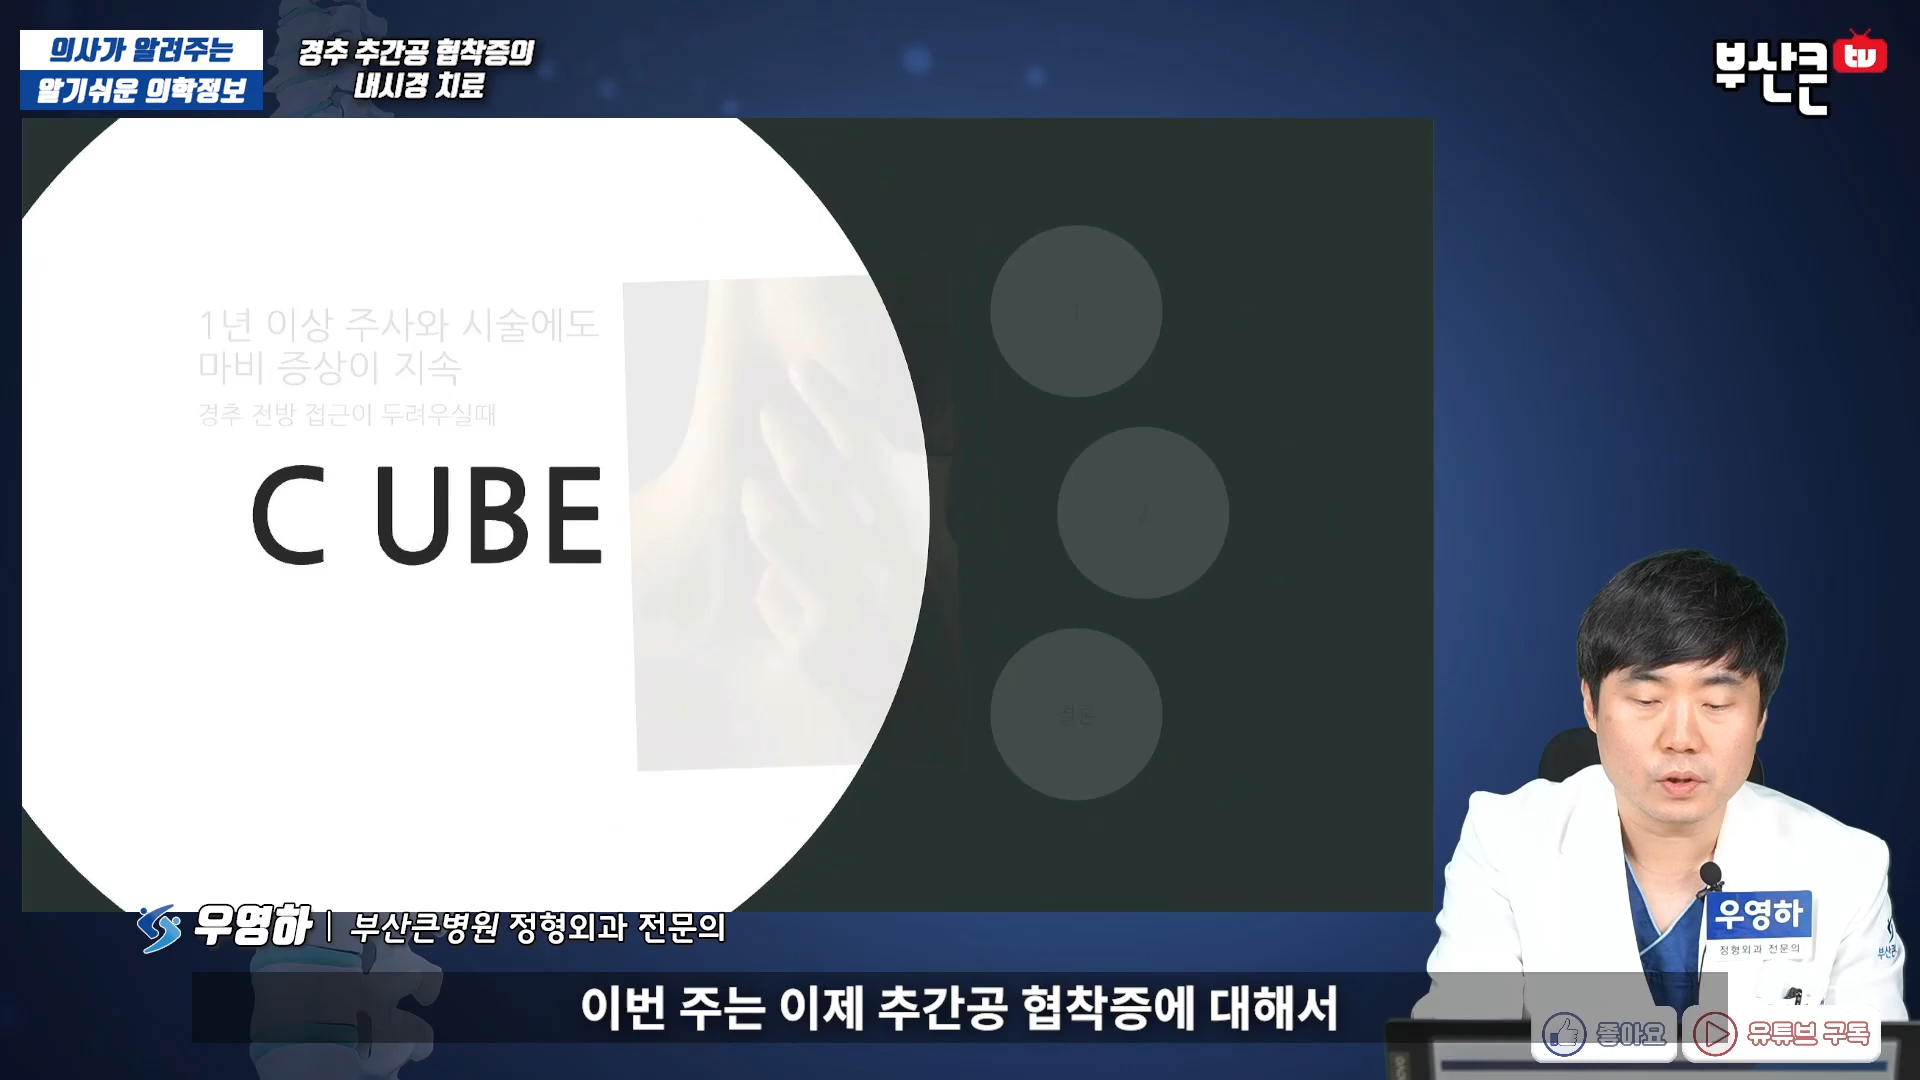 의사가 알려주는
알기쉬운 의학정보
경추 추간공 협착증의
내시경 치료
부산큰 tv
1년 이상 주사와 시술에도
마비 증상이 지속
경추 전방 접근이 두려우실때
C UBE
결론
우영하 | 부산큰병원 정형외과 전문의
우영하
정형외과 전문의
부산큰
이번 주는 이제 추간공 협착증에 대해서
좋아요
유튜브 구독